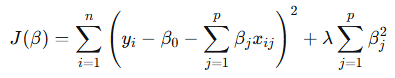 J(β) = ∑_{i=1}^{n} ( y_i − β_0 − ∑_{j=1}^{p} β_j x_{ij} )^2 + λ ∑_{j=1}^{p} β_j^2